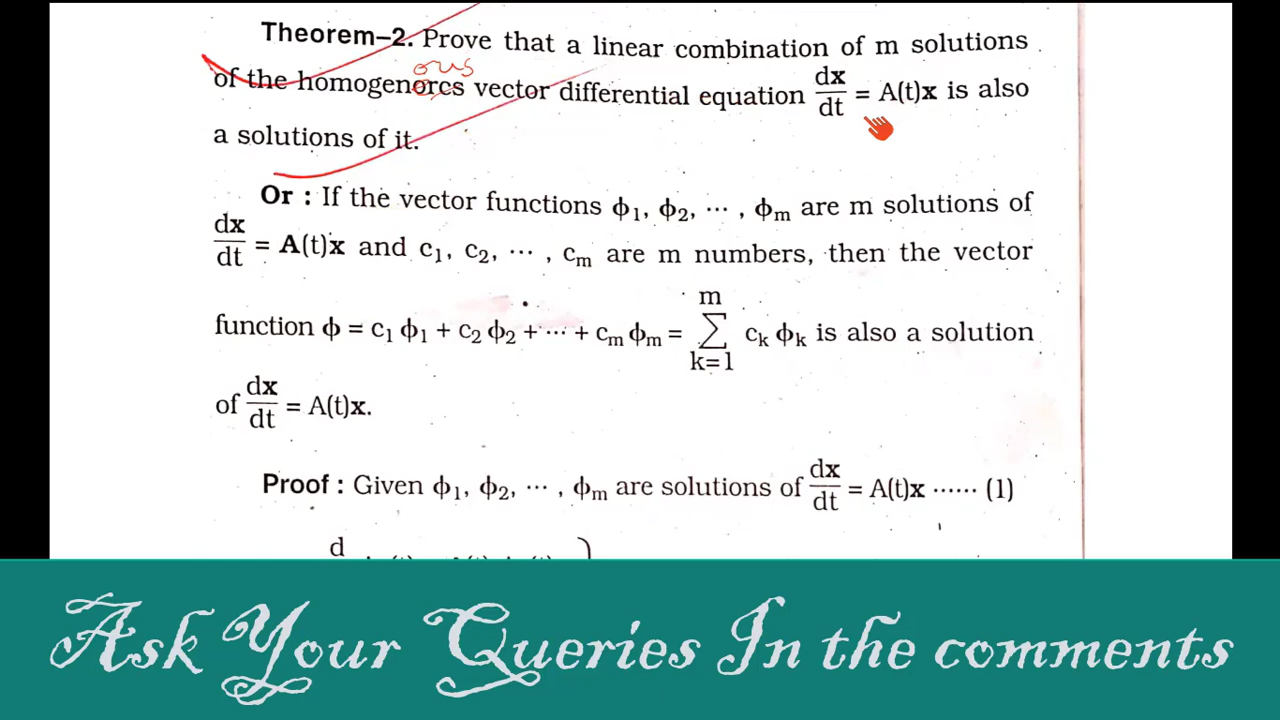 Theorem–2. Prove that a linear combination of m solutions
ous
of the homogenorcs vector differential equation dx/dt = A(t)x is also
a solutions of it.
Or : If the vector functions ϕ₁, ϕ₂, ⋯ , ϕₘ are m solutions of
dx/dt = A(t)x and c₁, c₂, ⋯ , cₘ are m numbers, then the vector
function ϕ = c₁ ϕ₁ + c₂ ϕ₂ + ⋯ + cₘ ϕₘ = ∑_{k=1}^{m} cₖ ϕₖ is also a solution
of dx/dt = A(t)x.
Proof : Given ϕ₁, ϕ₂, ⋯ , ϕₘ are solutions of dx/dt = A(t)x ⋯⋯ (1)
d
Ask Your Queries In the comments